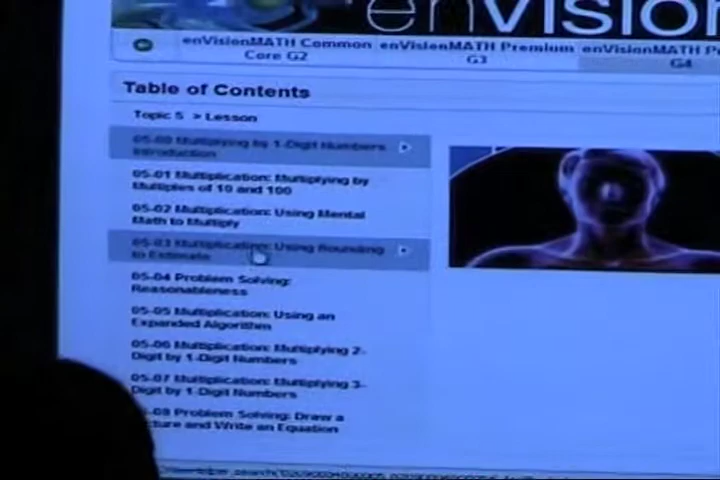 enVisio
enVisionMATH Common
Core G2
enVisionMATH Premium
G3
enVisionMATH P
G4
Table of Contents
Topic 5 > Lesson
05-00 Multiplying by 1-Digit Numbers
Introduction
05-01 Multiplication: Multiplying by
Multiples of 10 and 100
05-02 Multiplication: Using Mental
Math to Multiply
05-03 Multiplication: Using Rounding
to Estimate
05-04 Problem Solving:
Reasonableness
05-05 Multiplication: Using an
Expanded Algorithm
05-06 Multiplication: Multiplying 2-
Digit by 1-Digit Numbers
05-07 Multiplication: Multiplying 3-
Digit by 1-Digit Numbers
-08 Problem Solving: Draw a
ture and Write an Equation